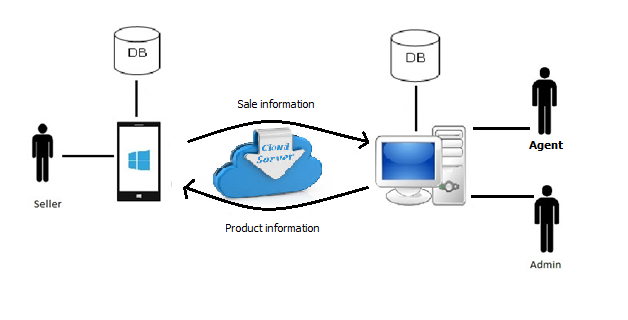 DB
DB
Sale information
Cloud
Server
Agent
Seller
Product information
Admin